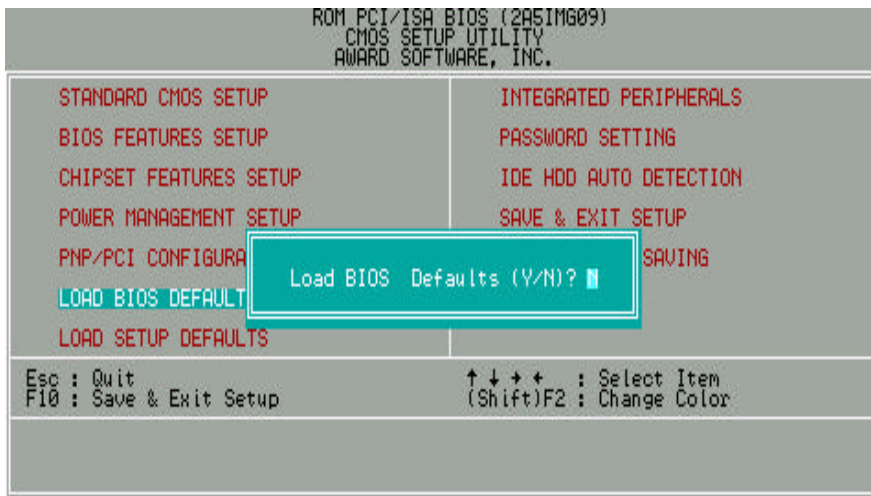 ROM PCI/ISA BIOS (2A5IMG09)
CMOS SETUP UTILITY
AWARD SOFTWARE, INC.
STANDARD CMOS SETUP
BIOS FEATURES SETUP
CHIPSET FEATURES SETUP
POWER MANAGEMENT SETUP
PNP/PCI CONFIGURA
LOAD BIOS DEFAULT
LOAD SETUP DEFAULTS
INTEGRATED PERIPHERALS
PASSWORD SETTING
IDE HDD AUTO DETECTION
SAVE & EXIT SETUP
SAVING
Load BIOS Defaults (Y/N)? N
Esc : Quit
F10 : Save & Exit Setup
↑ ↓ → ← : Select Item
(Shift)F2 : Change Color